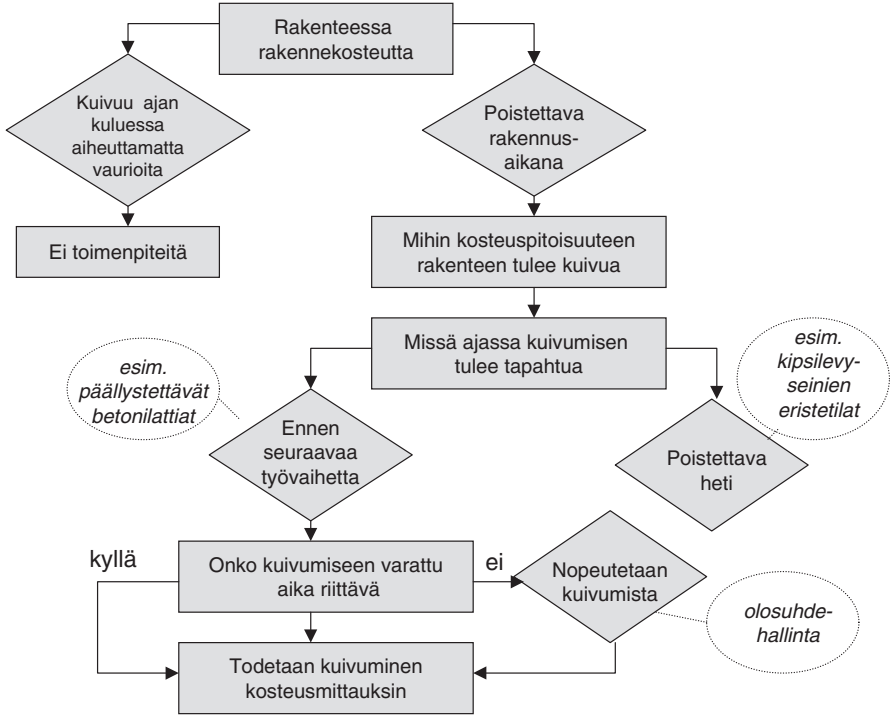 Rakenteessa
rakennekosteutta
Kuivuu ajan
kuluessa
aiheuttamatta
vaurioita
Poistettava
rakennus-
aikana
Ei toimenpiteitä
Mihin kosteuspitoisuuteen
rakenteen tulee kuivua
Missä ajassa kuivumisen
tulee tapahtua
esim.
päällystettävät
betonilattiat
esim.
kipsilevy-
seinien
eristetilat
Ennen
seuraavaa
työvaihetta
Poistettava
heti
kyllä
Onko kuivumiseen varattu
aika riittävä
ei
Nopeutetaan
kuivumista
olosuhde-
hallinta
Todetaan kuivuminen
kosteusmittauksin